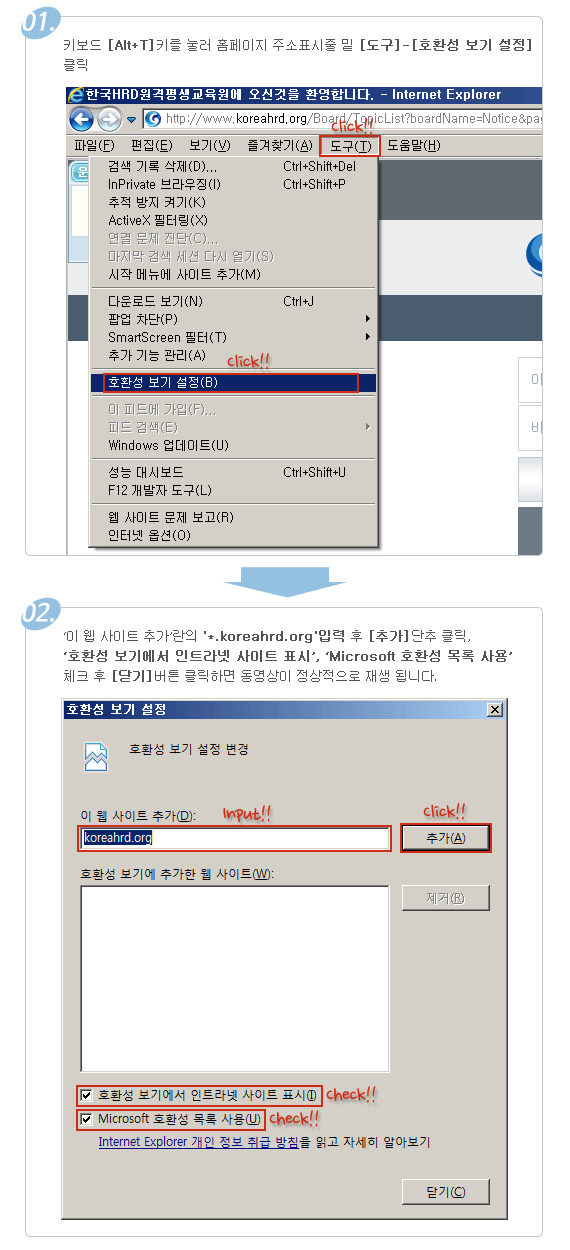 01.
키보드 [Alt+T]키를 눌러 홈페이지 주소표시줄 밑 [도구]-[호환성 보기 설정]
클릭
한국HRD원격평생교육원에 오신것을 환영합니다. - Internet Explorer
http://www.koreahrd.org/Board/TopicList?boardName=Notice&pag
click!!
파일(F) 편집(E) 보기(V) 즐겨찾기(A) 도구(T) 도움말(H)
검색 기록 삭제(D)... Ctrl+Shift+Del
InPrivate 브라우징(I) Ctrl+Shift+P
추적 방지 켜기(K)
ActiveX 필터링(X)
연결 문제 진단(C)...
마지막 검색 세션 다시 열기(S)
시작 메뉴에 사이트 추가(M)
다운로드 보기(N) Ctrl+J
팝업 차단(P)
SmartScreen 필터(T)
추가 기능 관리(A)
click!!
호환성 보기 설정(B)
이 피드에 가입(F)...
피드 검색(E)
Windows 업데이트(U)
성능 대시보드 Ctrl+Shift+U
F12 개발자 도구(L)
웹 사이트 문제 보고(R)
인터넷 옵션(O)
02.
'이 웹 사이트 추가'란의 '*.koreahrd.org'입력 후 [추가]단추 클릭,
'호환성 보기에서 인트라넷 사이트 표시', 'Microsoft 호환성 목록 사용'
체크 후 [닫기]버튼 클릭하면 동영상이 정상적으로 재생 됩니다.
호환성 보기 설정
호환성 보기 설정 변경
이 웹 사이트 추가(D): Input!! click!!
koreahrd.org 추가(A)
호환성 보기에 추가한 웹 사이트(W):
제거(R)
호환성 보기에서 인트라넷 사이트 표시(I) check!!
Microsoft 호환성 목록 사용(U) check!!
Internet Explorer 개인 정보 취급 방침을 읽고 자세히 알아보기
닫기(C)